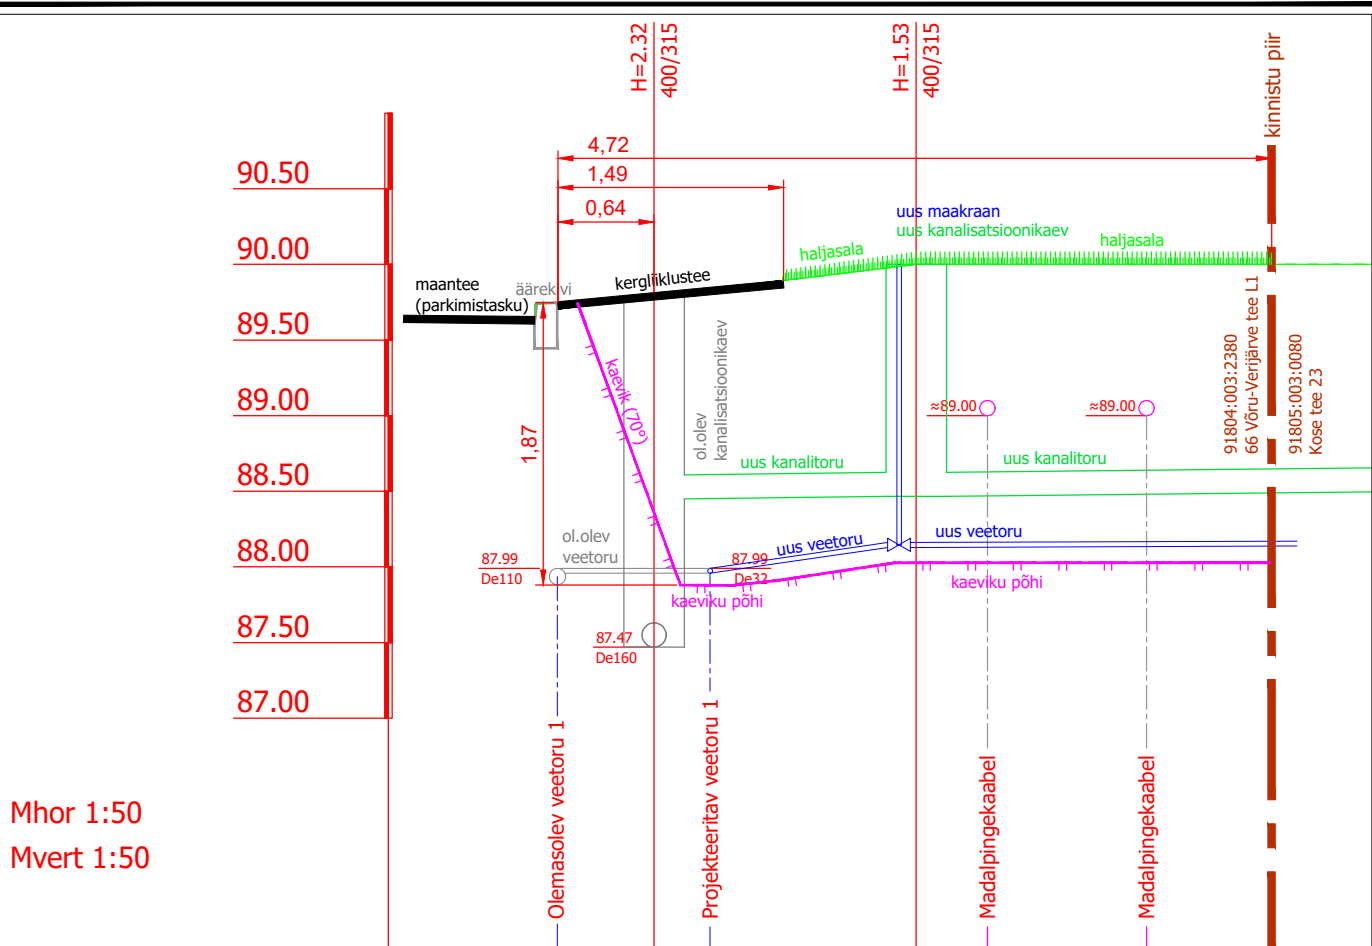 H=2.32
400/315
H=1.53
400/315
kinnistu piir
4,72
1,49
0,64
90.50
90.00
89.50
89.00
88.50
88.00
87.50
87.00
uus maakraan
uus kanalisatsioonikaev
haljasala
haljasala
maantee
(parkimistasku)
äärekivi
kergliiklustee
kaevik (70°)
1,87
ol.olev
kanalisatsioonikaev
≈89.00
≈89.00
91804:003:2380
66 Võru-Verijärve tee L1
91805:003:0080
Kose tee 23
uus kanalitoru
uus kanalitoru
ol.olev
veetoru
uus veetoru
uus veetoru
87.99
De110
87.99
De32
kaeviku põhi
kaeviku põhi
87.47
De160
Olemasolev veetoru 1
Projekteeritav veetoru 1
Madalpingekaabel
Madalpingekaabel
Mhor 1:50
Mvert 1:50